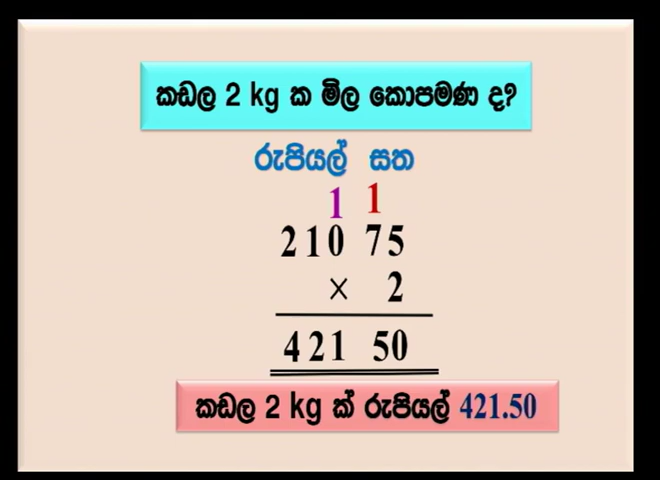 කඩල 2 kg ක මිල කොපමණ ද?
රුපියල් සත
1 1
210 75
× 2
421 50
කඩල 2 kg ක් රුපියල් 421.50